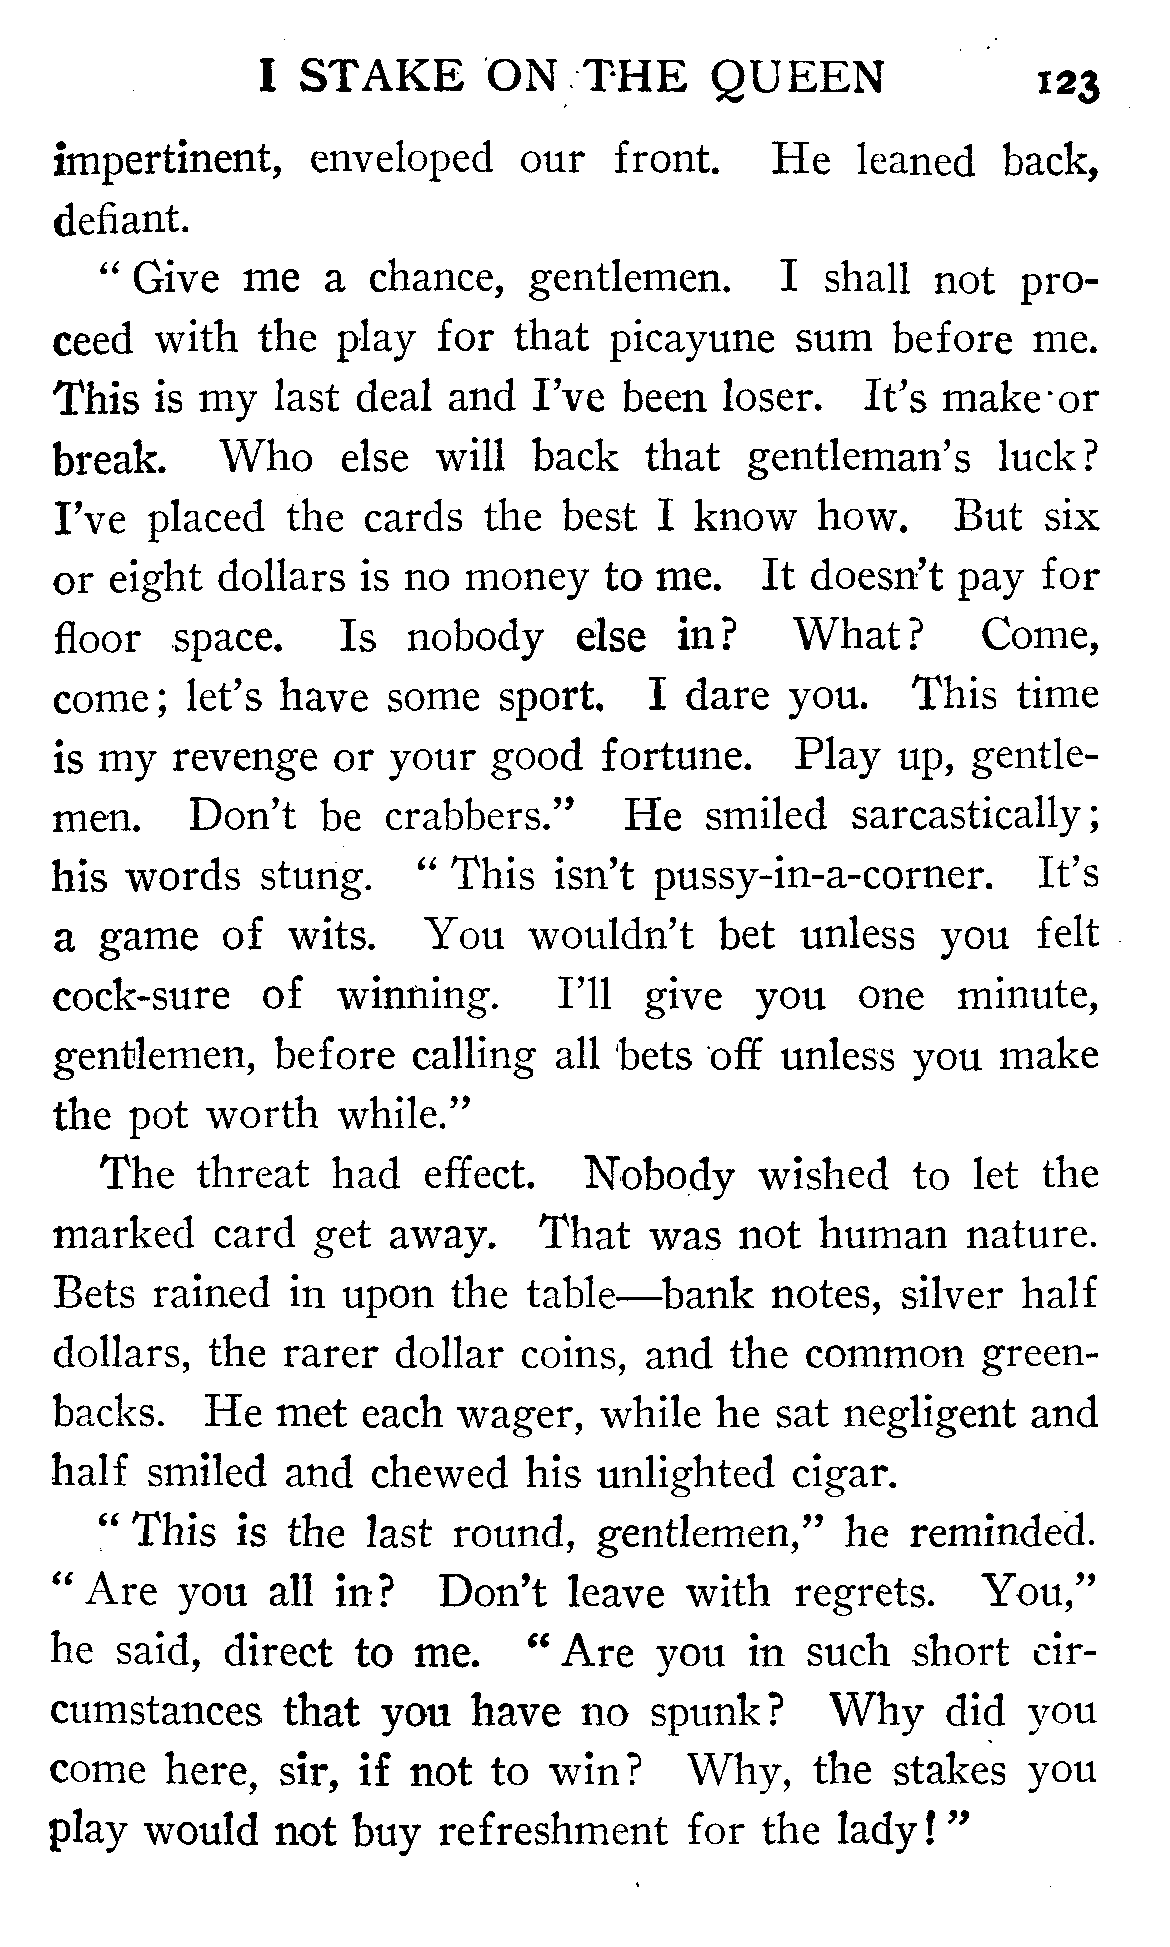 I STAKE ON THE QUEEN 123
impertinent, enveloped our front. He leaned back,
defiant.
“ Give me a chance, gentlemen. I shall not pro-
ceed with the play for that picayune sum before me.
This is my last deal and I’ve been loser. It’s make or
break. Who else will back that gentleman’s luck?
I’ve placed the cards the best I know how. But six
or eight dollars is no money to me. It doesn’t pay for
floor space. Is nobody else in? What? Come,
come; let’s have some sport. I dare you. This time
is my revenge or your good fortune. Play up, gentle-
men. Don’t be crabbers.” He smiled sarcastically;
his words stung. “ This isn’t pussy-in-a-corner. It’s
a game of wits. You wouldn’t bet unless you felt
cock-sure of winning. I’ll give you one minute,
gentlemen, before calling all bets off unless you make
the pot worth while.”
The threat had effect. Nobody wished to let the
marked card get away. That was not human nature.
Bets rained in upon the table—bank notes, silver half
dollars, the rarer dollar coins, and the common green-
backs. He met each wager, while he sat negligent and
half smiled and chewed his unlighted cigar.
“ This is the last round, gentlemen,” he reminded.
“ Are you all in? Don’t leave with regrets. You,”
he said, direct to me. “ Are you in such short cir-
cumstances that you have no spunk? Why did you
come here, sir, if not to win? Why, the stakes you
play would not buy refreshment for the lady! ”